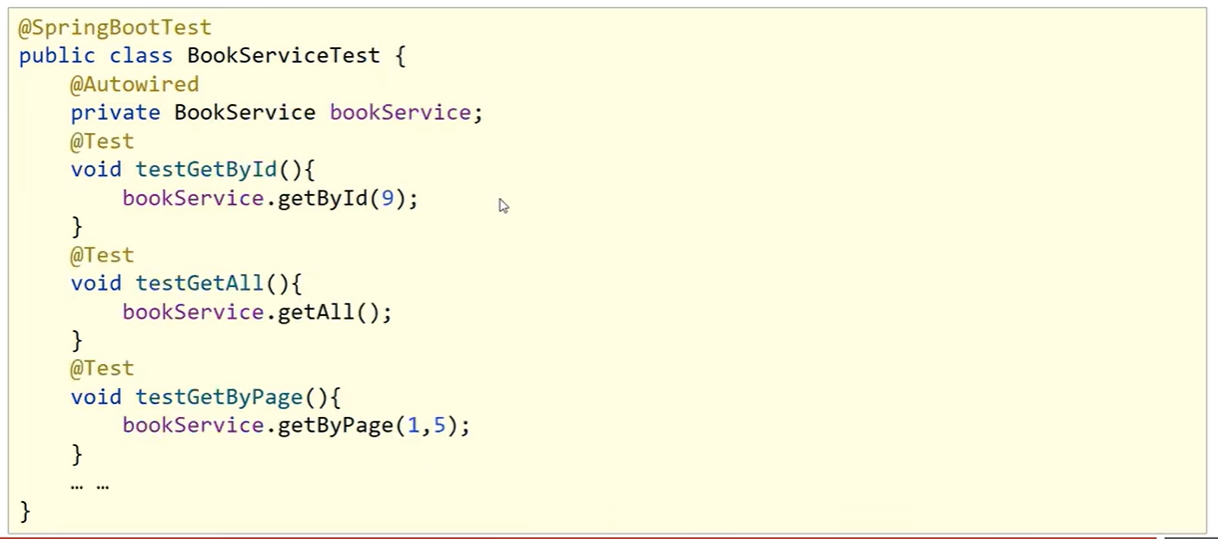 @SpringBootTest
public class BookServiceTest {
    @Autowired
    private BookService bookService;
    @Test
    void testGetById(){
        bookService.getById(9);
    }
    @Test
    void testGetAll(){
        bookService.getAll();
    }
    @Test
    void testGetByPage(){
        bookService.getByPage(1,5);
    }
    … …
}